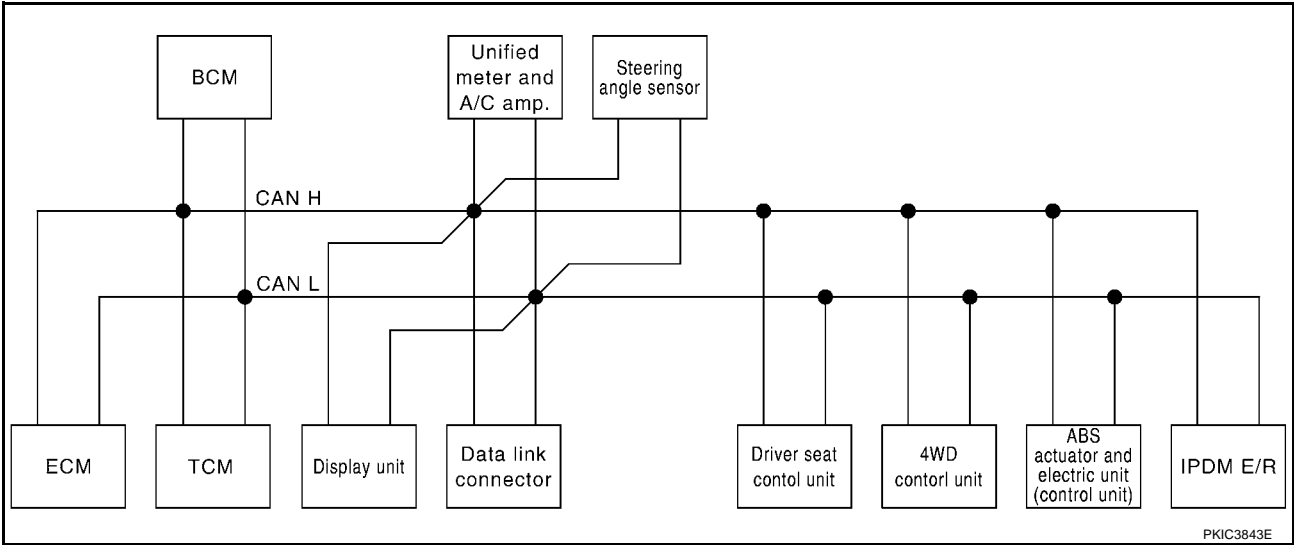 BCM
Unified
meter and
A/C amp.
Steering
angle sensor
CAN H
CAN L
ECM
TCM
Display unit
Data link
connector
Driver seat
contol unit
4WD
contorl unit
ABS
actuator and
electric unit
(control unit)
IPDM E/R
PKIC3843E